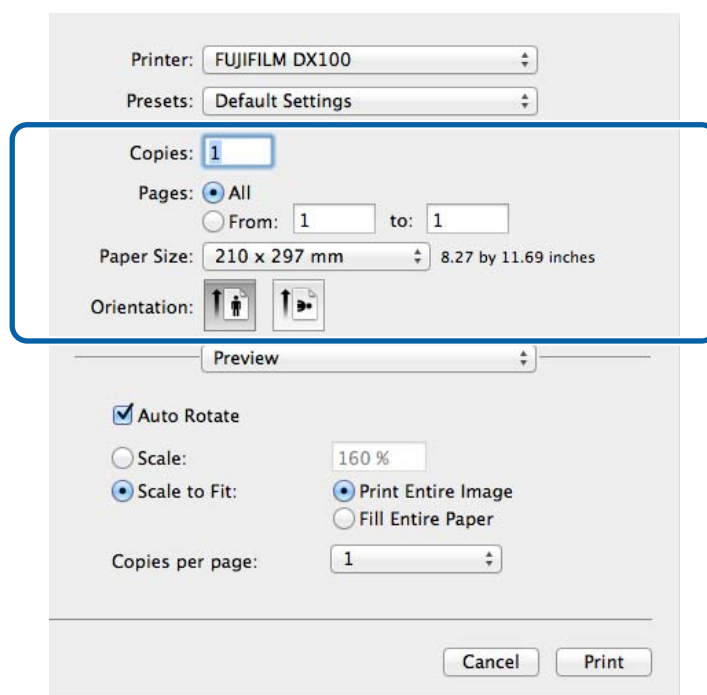 Printer: FUJIFILM DX100
Presets: Default Settings
Copies: 1
Pages: All
From: 1 to: 1
Paper Size: 210 x 297 mm 8.27 by 11.69 inches
Orientation:
Preview
Auto Rotate
Scale: 160 %
Scale to Fit: Print Entire Image
Fill Entire Paper
Copies per page: 1
Cancel Print